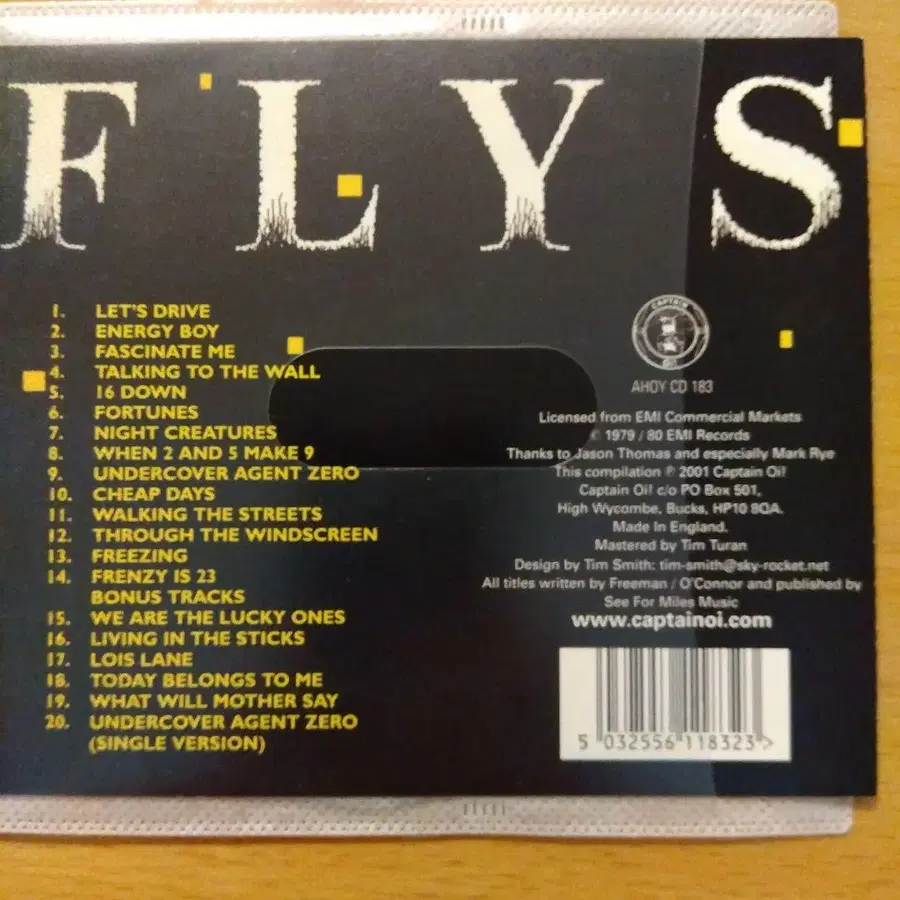 FLYS
1. LET'S DRIVE
2. ENERGY BOY
3. FASCINATE ME
4. TALKING TO THE WALL
5. 16 DOWN
6. FORTUNES
7. NIGHT CREATURES
8. WHEN 2 AND 5 MAKE 9
9. UNDERCOVER AGENT ZERO
10. CHEAP DAYS
11. WALKING THE STREETS
12. THROUGH THE WINDSCREEN
13. FREEZING
14. FRENZY IS 23
BONUS TRACKS
15. WE ARE THE LUCKY ONES
16. LIVING IN THE STICKS
17. LOIS LANE
18. TODAY BELONGS TO ME
19. WHAT WILL MOTHER SAY
20. UNDERCOVER AGENT ZERO
(SINGLE VERSION)
CAPTAIN
OI!
AHOY CD 183
Licensed from EMI Commercial Markets
℗ 1979 / 80 EMI Records
Thanks to Jason Thomas and especially Mark Rye
This compilation ℗ 2001 Captain Oi!
Captain Oi! c/o PO Box 501,
High Wycombe, Bucks, HP10 8QA.
Made In England.
Mastered by Tim Turan
Design by Tim Smith: tim-smith@sky-rocket.net
All titles written by Freeman / O'Connor and published by
See For Miles Music
www.captainoi.com
5 032556 118323 >